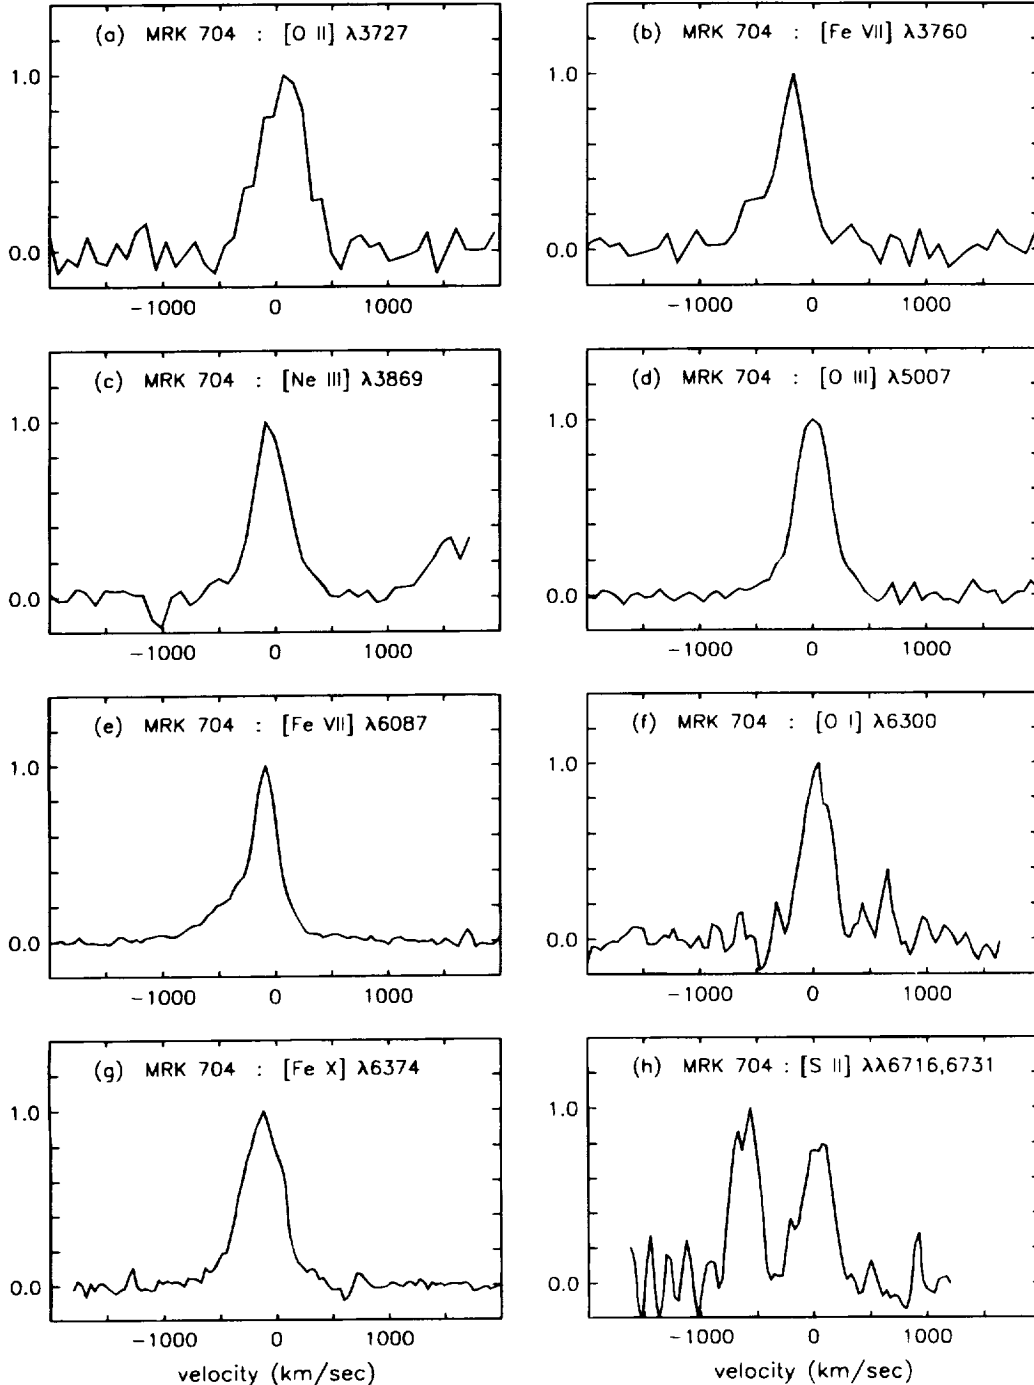 (a) MRK 704 : [O II] λ3727
1.0
0.0
−1000 0 1000
(b) MRK 704 : [Fe VII] λ3760
1.0
0.0
−1000 0 1000
(c) MRK 704 : [Ne III] λ3869
1.0
0.0
−1000 0 1000
(d) MRK 704 : [O III] λ5007
1.0
0.0
−1000 0 1000
(e) MRK 704 : [Fe VII] λ6087
1.0
0.0
−1000 0 1000
(f) MRK 704 : [O I] λ6300
1.0
0.0
−1000 0 1000
(g) MRK 704 : [Fe X] λ6374
1.0
0.0
−1000 0 1000
velocity (km/sec)
(h) MRK 704 : [S II] λλ6716,6731
1.0
0.0
−1000 0 1000
velocity (km/sec)